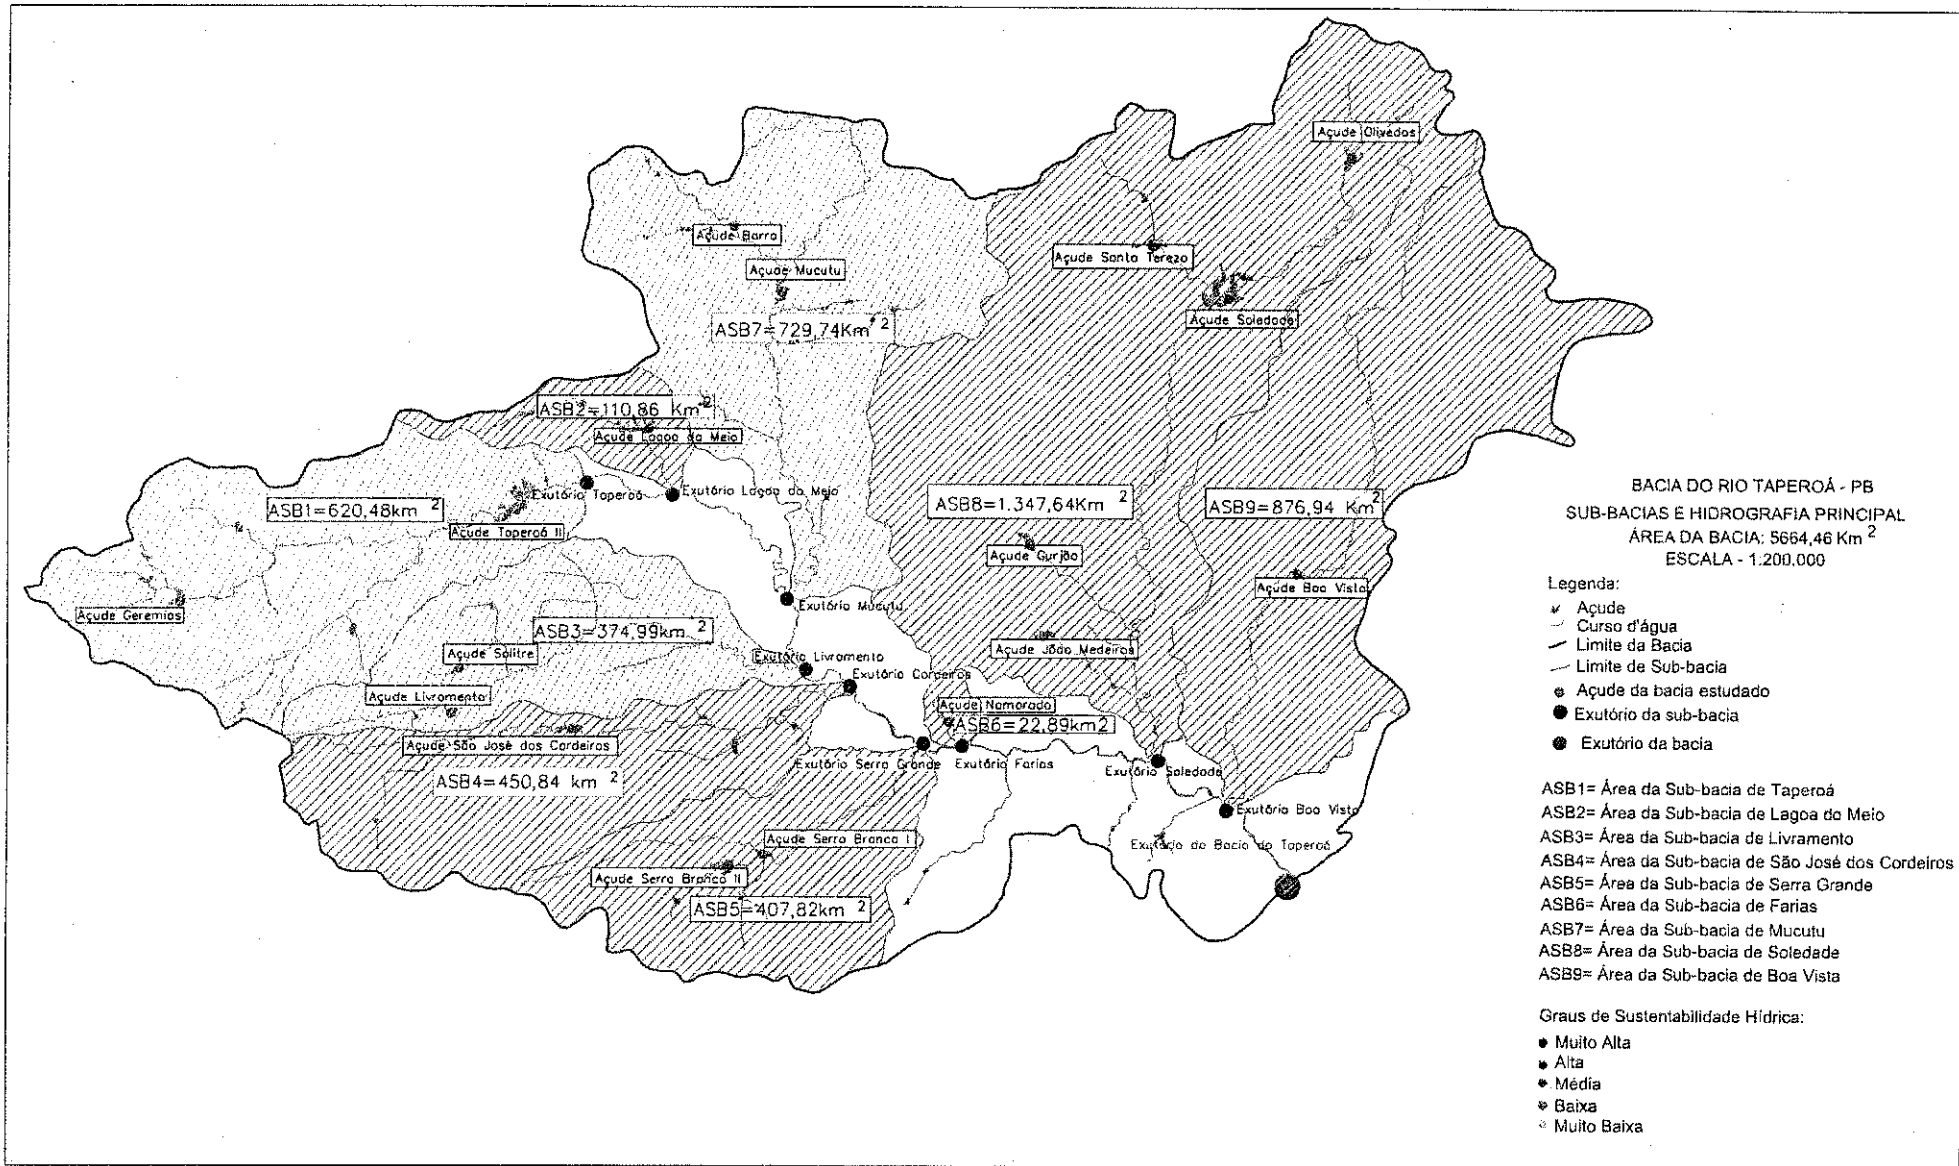 Açude Olivedos
Açude Barra
Açude Mucutu
Açude Santa Tereza
Açude Soledade
ASB7=729,74Km 2
ASB2=110,86 Km 2
Açude Lagoa do Meio
Exutório Taperoá
Exutório Lagoa do Meio
ASB1=620,48km 2
Açude Taperoá II
ASB8=1.347,64Km 2
ASB9=876,94 Km 2
Açude Gurjão
Açude Boa Vista
Açude Geremias
Exutório Mucutu
ASB3=374,99km 2
Açude Salitre
Açude João Medeiros
Exutório Livramento
Exutório Cordeiros
Açude Livramento
Açude Namorado
ASB6=22,89km2
Açude São José dos Cordeiros
Exutório Serra Grande
Exutório Farias
Exutório Soledade
ASB4=450,84 km 2
Exutório Boa Vista
Açude Serra Branca I
Exutório da Bacia do Taperoá
Açude Serra Branca II
ASB5=407,82km 2
BACIA DO RIO TAPEROÁ - PB
SUB-BACIAS E HIDROGRAFIA PRINCIPAL
ÁREA DA BACIA: 5664,46 Km 2
ESCALA - 1:200.000
Legenda:
Açude
Curso d'água
Limite da Bacia
Limite de Sub-bacia
Açude da bacia estudado
Exutório da sub-bacia
Exutório da bacia
ASB1= Área da Sub-bacia de Taperoá
ASB2= Área da Sub-bacia de Lagoa do Meio
ASB3= Área da Sub-bacia de Livramento
ASB4= Área da Sub-bacia de São José dos Cordeiros
ASB5= Área da Sub-bacia de Serra Grande
ASB6= Área da Sub-bacia de Farias
ASB7= Área da Sub-bacia de Mucutu
ASB8= Área da Sub-bacia de Soledade
ASB9= Área da Sub-bacia de Boa Vista
Graus de Sustentabilidade Hídrica:
Muito Alta
Alta
Média
Baixa
Muito Baixa